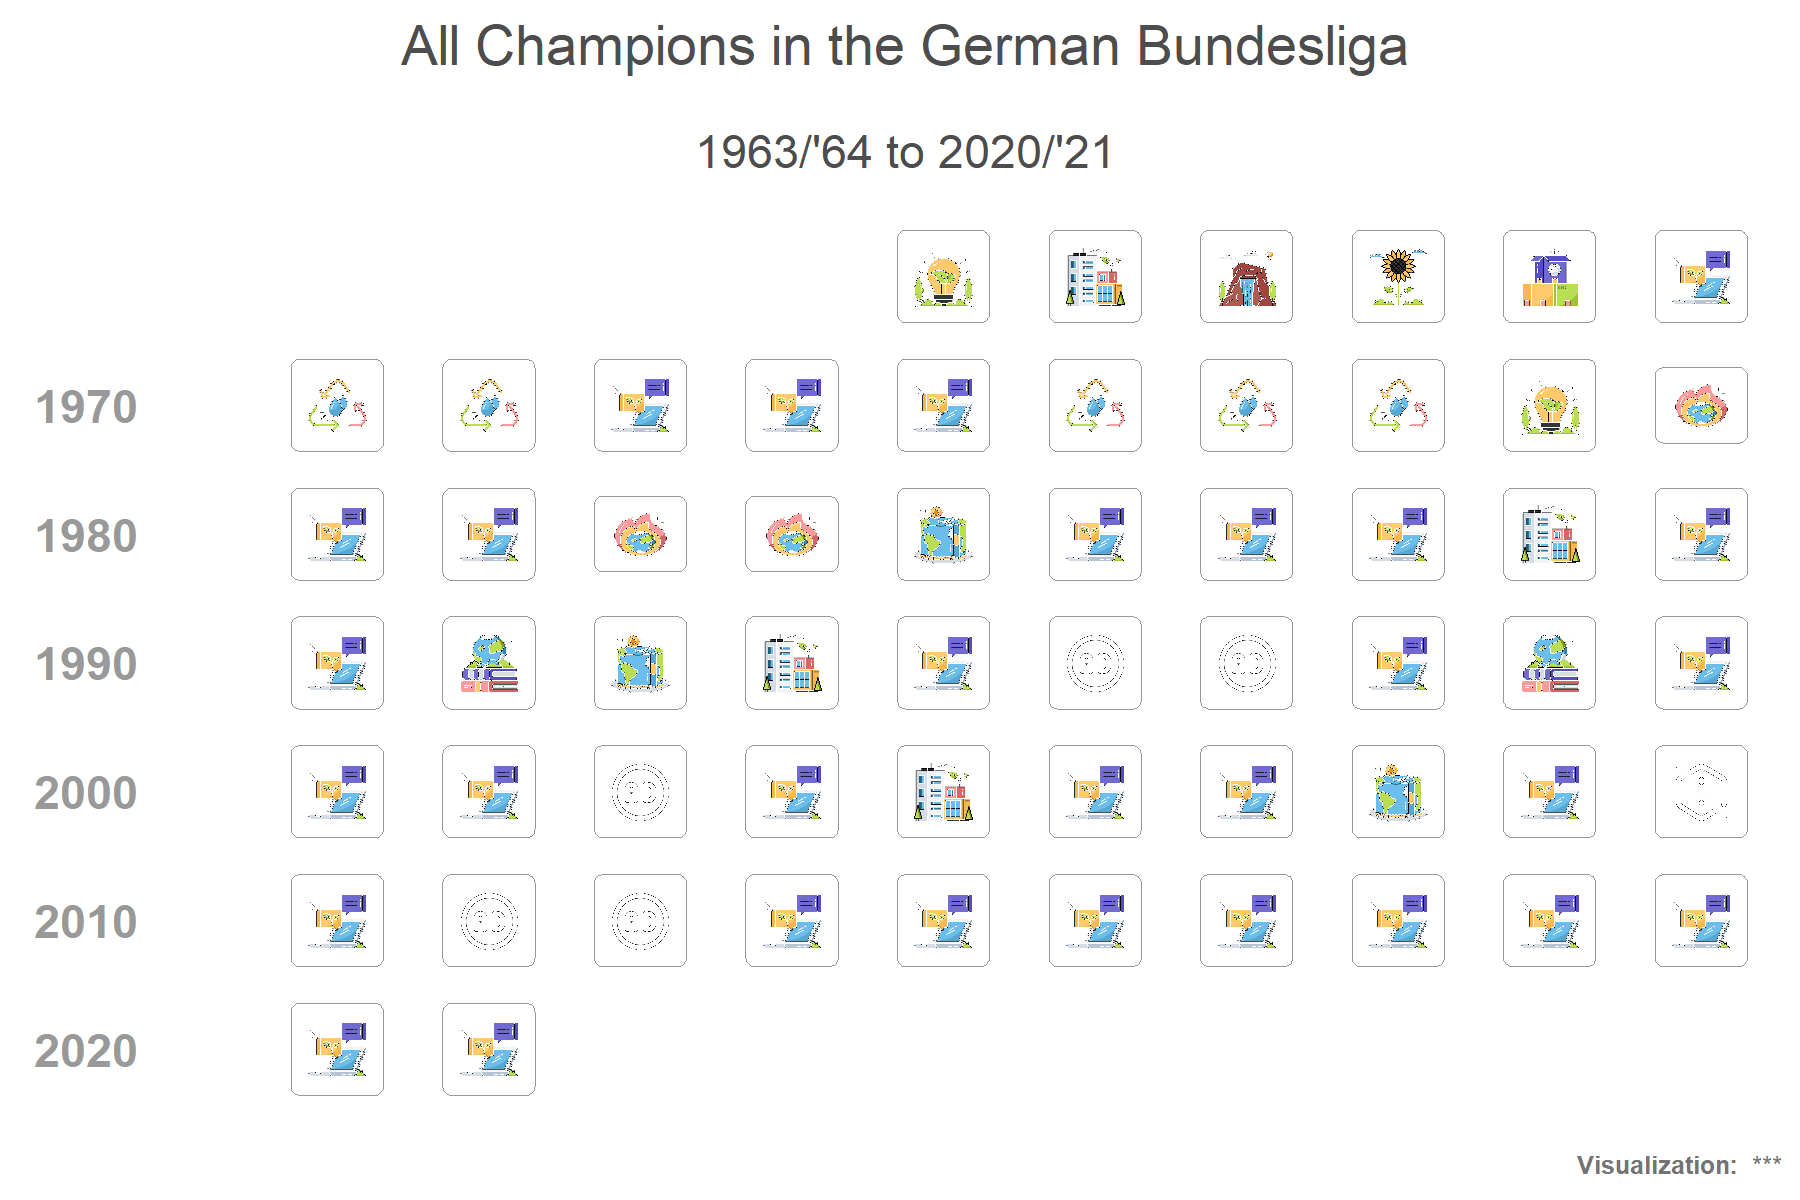 All Champions in the German Bundesliga
1963/'64 to 2020/'21
1970
1980
1990
2000
2010
2020
Visualization: ***